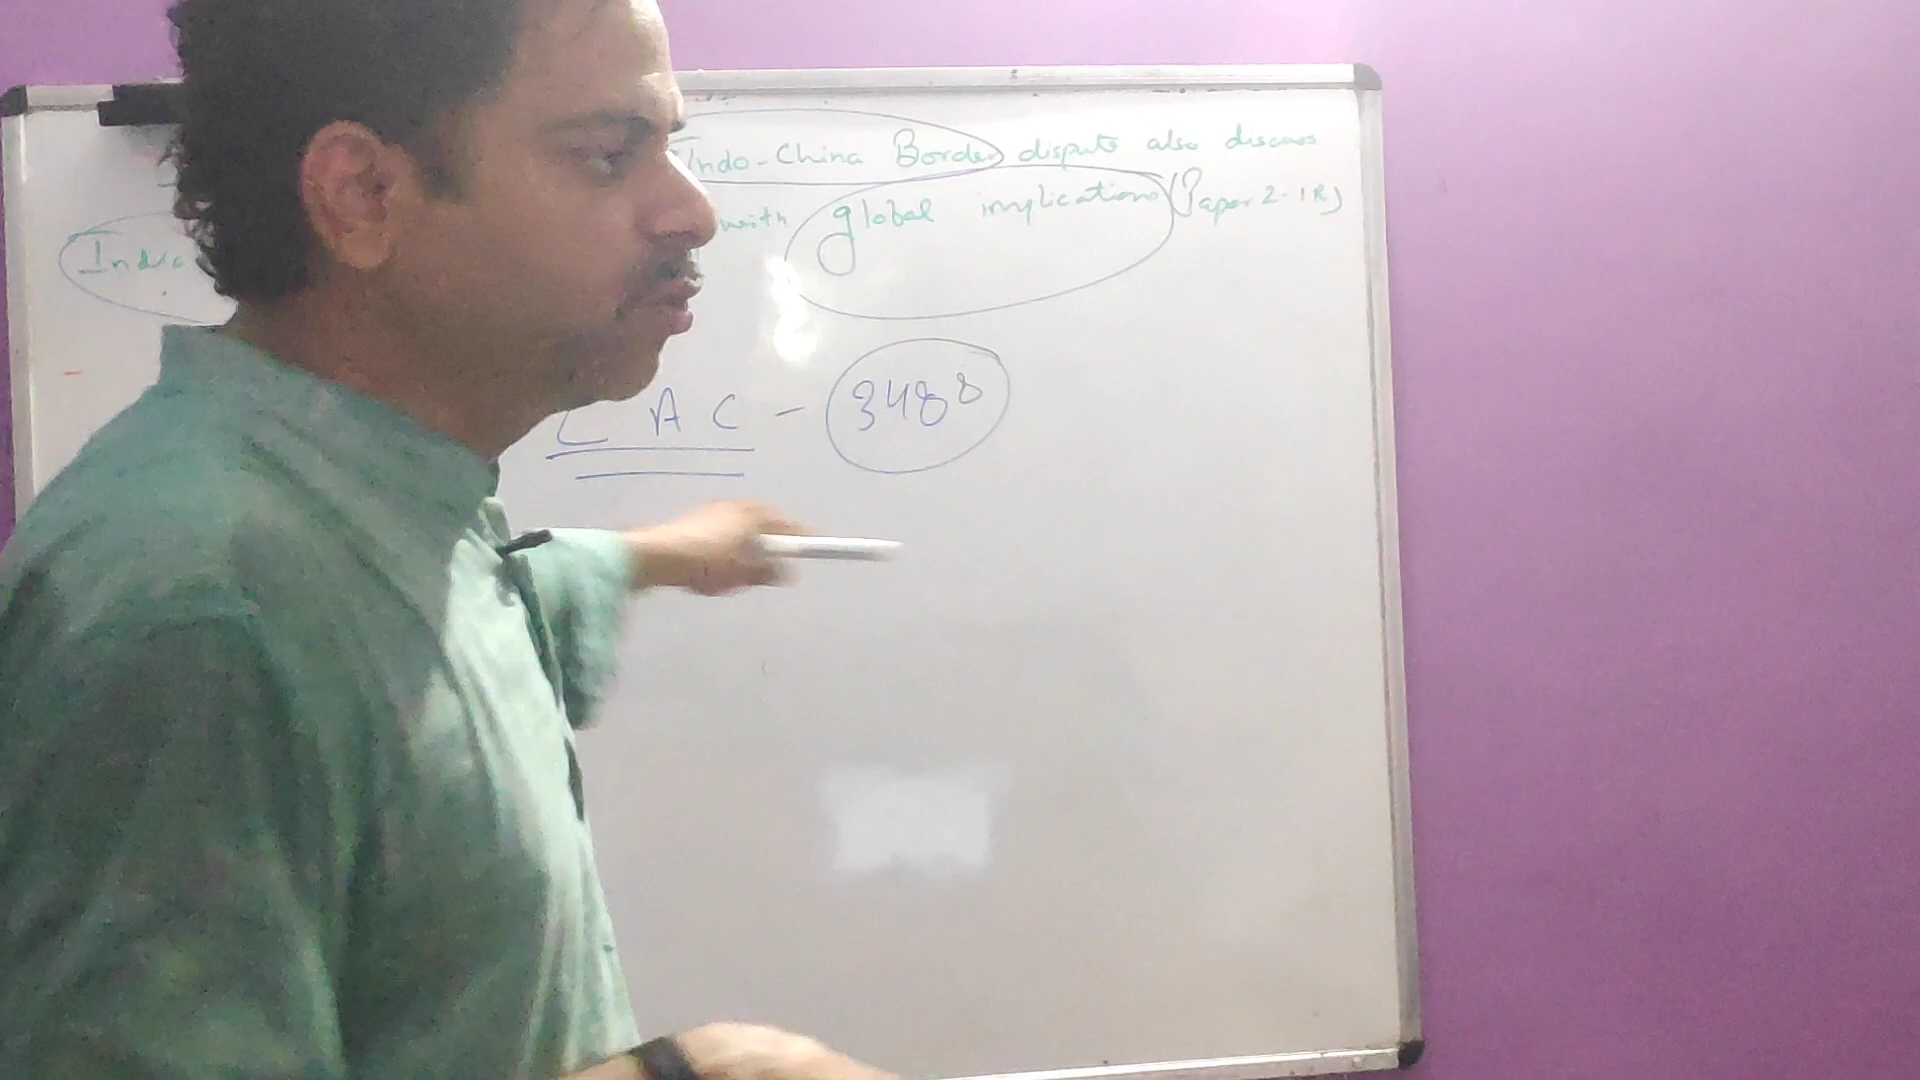 Indo-China Border dispute also discuss
with global implications (Paper 2. IR)
India
LAC - 3488